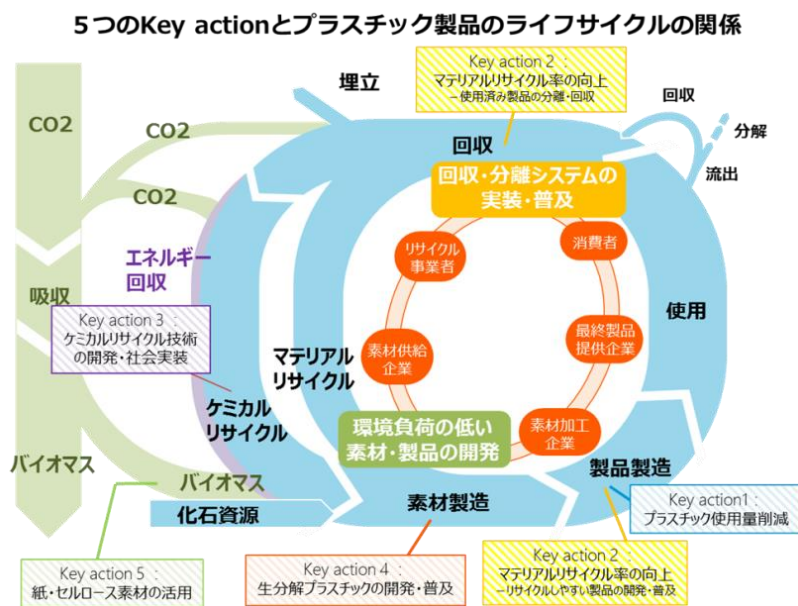 5つのKey actionとプラスチック製品のライフサイクルの関係
Key action 2：
マテリアルリサイクル率の向上
－使用済み製品の分離・回収
埋立
回収
分解
流出
CO2
CO2
CO2
回収
回収・分離システムの
実装・普及
リサイクル
事業者
消費者
エネルギー
回収
吸収
使用
Key action 3：
ケミカルリサイクル技術
の開発・社会実装
素材供給
企業
最終製品
提供企業
マテリアル
リサイクル
ケミカル
リサイクル
環境負荷の低い
素材・製品の開発
素材加工
企業
バイオマス
バイオマス
製品製造
化石資源
素材製造
Key action1：
プラスチック使用量削減
Key action 5：
紙・セルロース素材の活用
Key action 4：
生分解プラスチックの開発・普及
Key action 2：
マテリアルリサイクル率の向上
－リサイクルしやすい製品の開発・普及